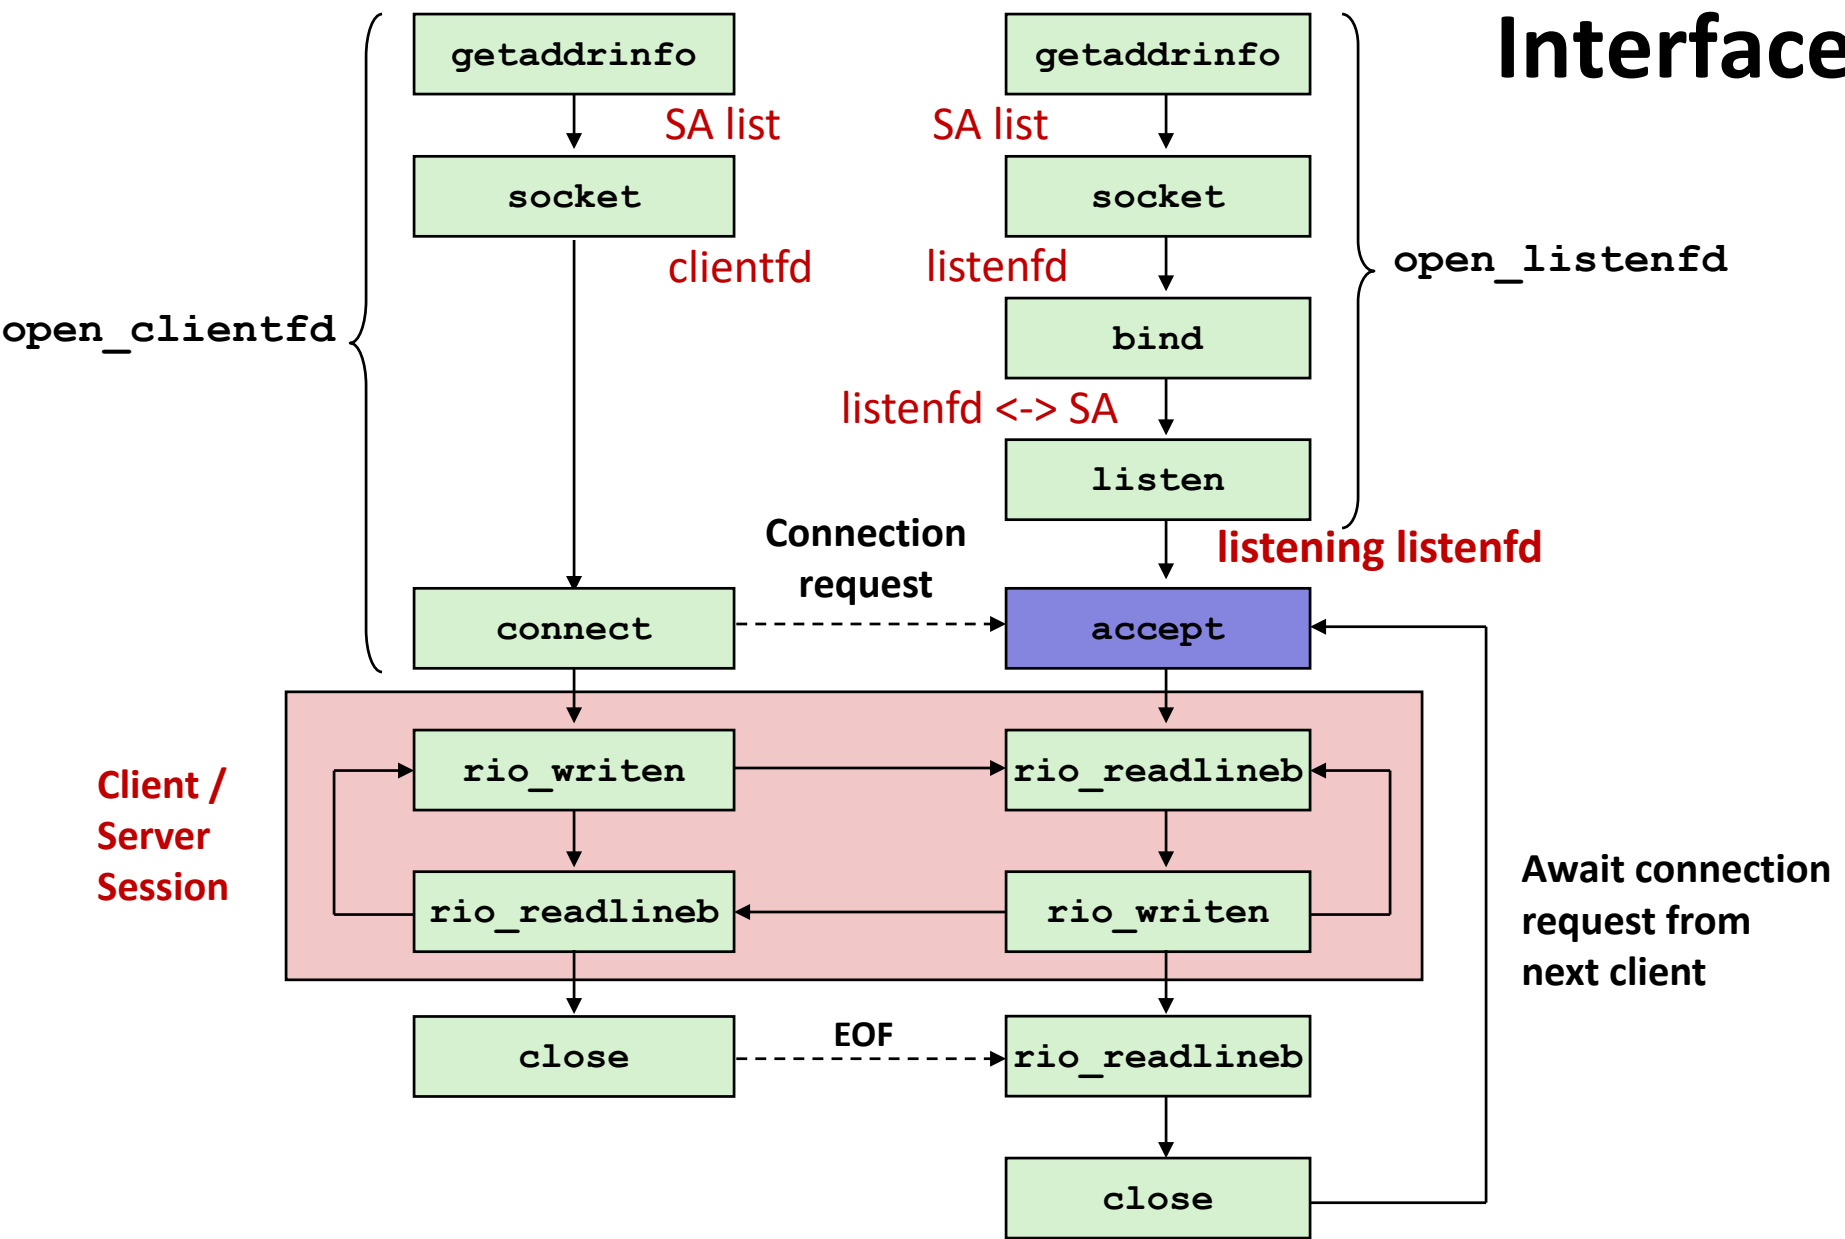 Interface
getaddrinfo
getaddrinfo
SA list
SA list
socket
socket
clientfd
listenfd
open_listenfd
open_clientfd
bind
listenfd <-> SA
listen
Connection
request
listening listenfd
connect
accept
Client /
Server
Session
rio_writen
rio_readlineb
rio_readlineb
rio_writen
Await connection
request from
next client
close
EOF
rio_readlineb
close